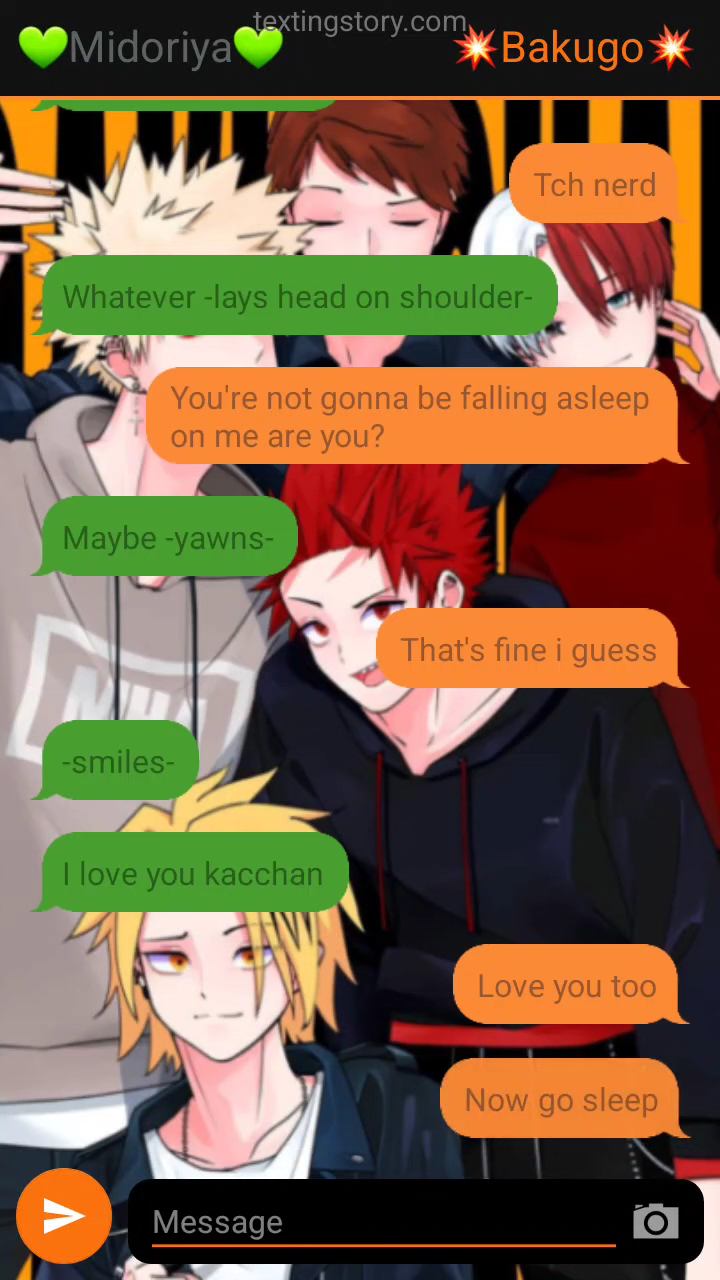 textingstory.com
💚Midoriya💚
💥Bakugo💥
Tch nerd
Whatever -lays head on shoulder-
You're not gonna be falling asleep
on me are you?
Maybe -yawns-
That's fine i guess
-smiles-
I love you kacchan
Love you too
Now go sleep
Message